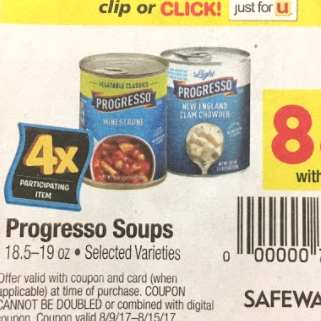 clip or CLICK! just for u
VEGETABLE CLASSICS
PROGRESSO
MINESTRONE
Light
PROGRESSO
NEW ENGLAND
CLAM CHOWDER
8
with
4x
PARTICIPATING
ITEM
Progresso Soups
18.5–19 oz • Selected Varieties
0 00000
Offer valid with coupon and card (when
applicable) at time of purchase. COUPON
CANNOT BE DOUBLED or combined with digital
coupon. Coupon valid 8/9/17–8/15/17.
SAFEWA